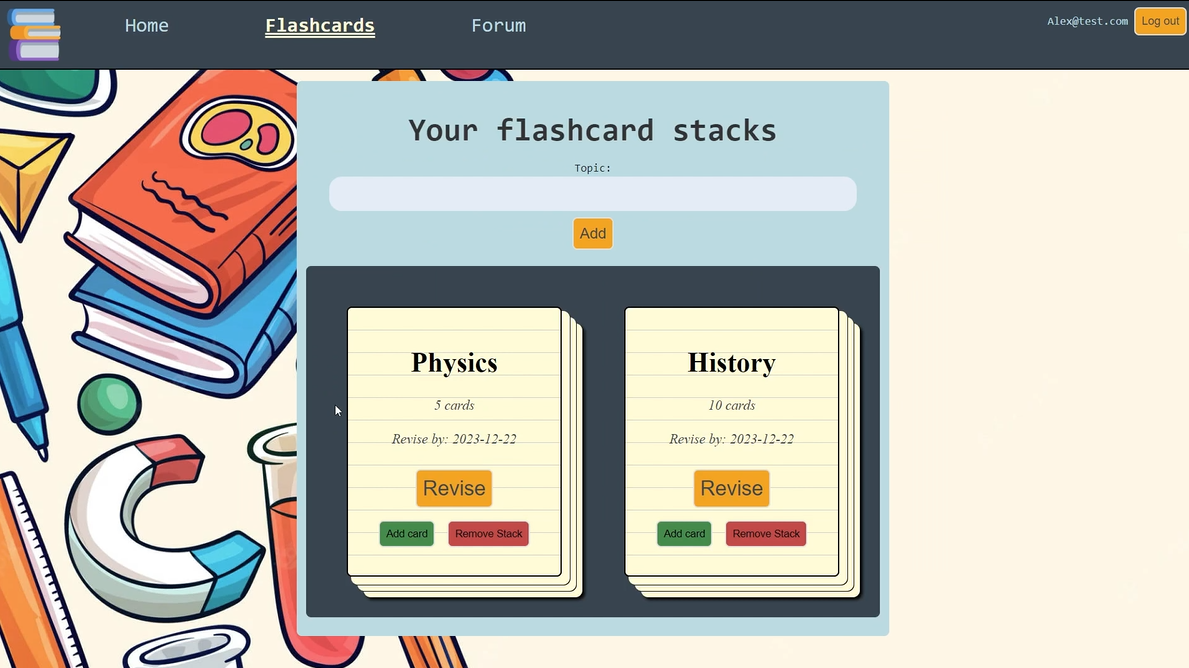 Home Flashcards Forum Alex@test.com Log out
Your flashcard stacks
Topic:
Add
Physics
5 cards
Revise by: 2023-12-22
Revise
Add card Remove Stack
History
10 cards
Revise by: 2023-12-22
Revise
Add card Remove Stack